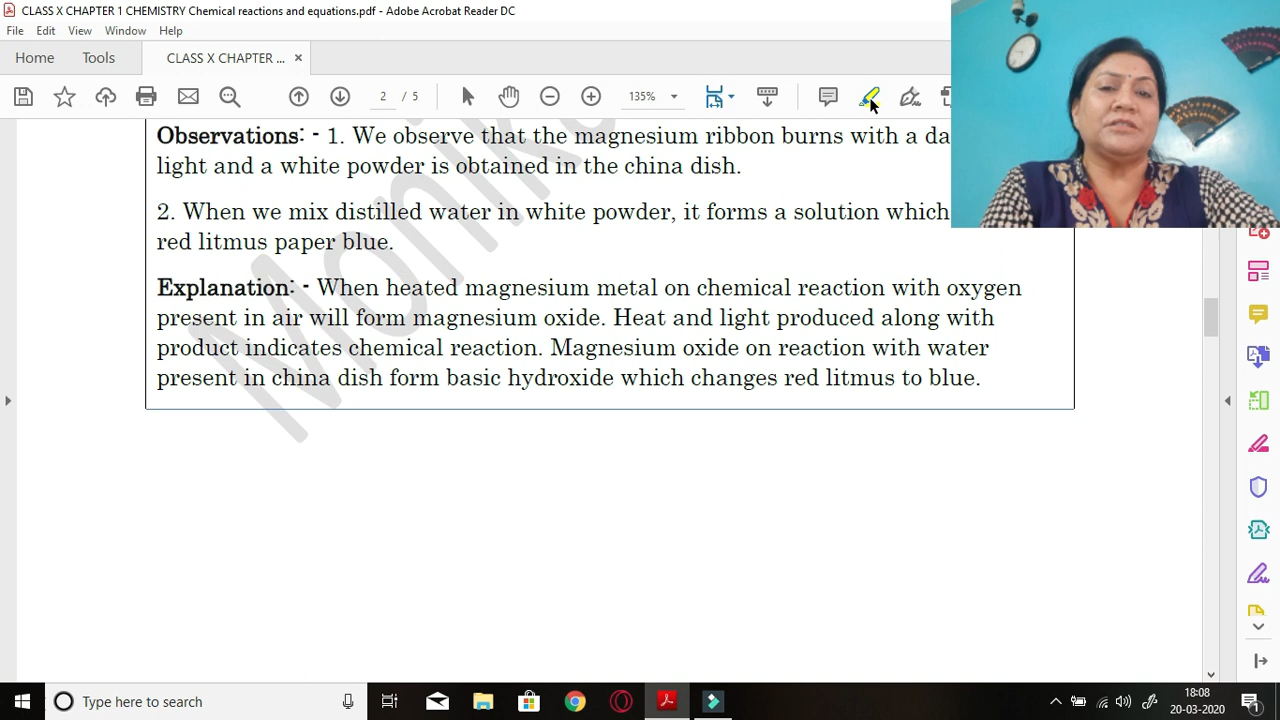 CLASS X CHAPTER 1 CHEMISTRY Chemical reactions and equations.pdf - Adobe Acrobat Reader DC
File Edit View Window Help
Home Tools CLASS X CHAPTER ... ×
2 / 5 135%
Observations: - 1. We observe that the magnesium ribbon burns with a da
light and a white powder is obtained in the china dish.
2. When we mix distilled water in white powder, it forms a solution which
red litmus paper blue.
Explanation: - When heated magnesium metal on chemical reaction with oxygen
present in air will form magnesium oxide. Heat and light produced along with
product indicates chemical reaction. Magnesium oxide on reaction with water
present in china dish form basic hydroxide which changes red litmus to blue.
Monika
Type here to search
18:08
20-03-2020
1